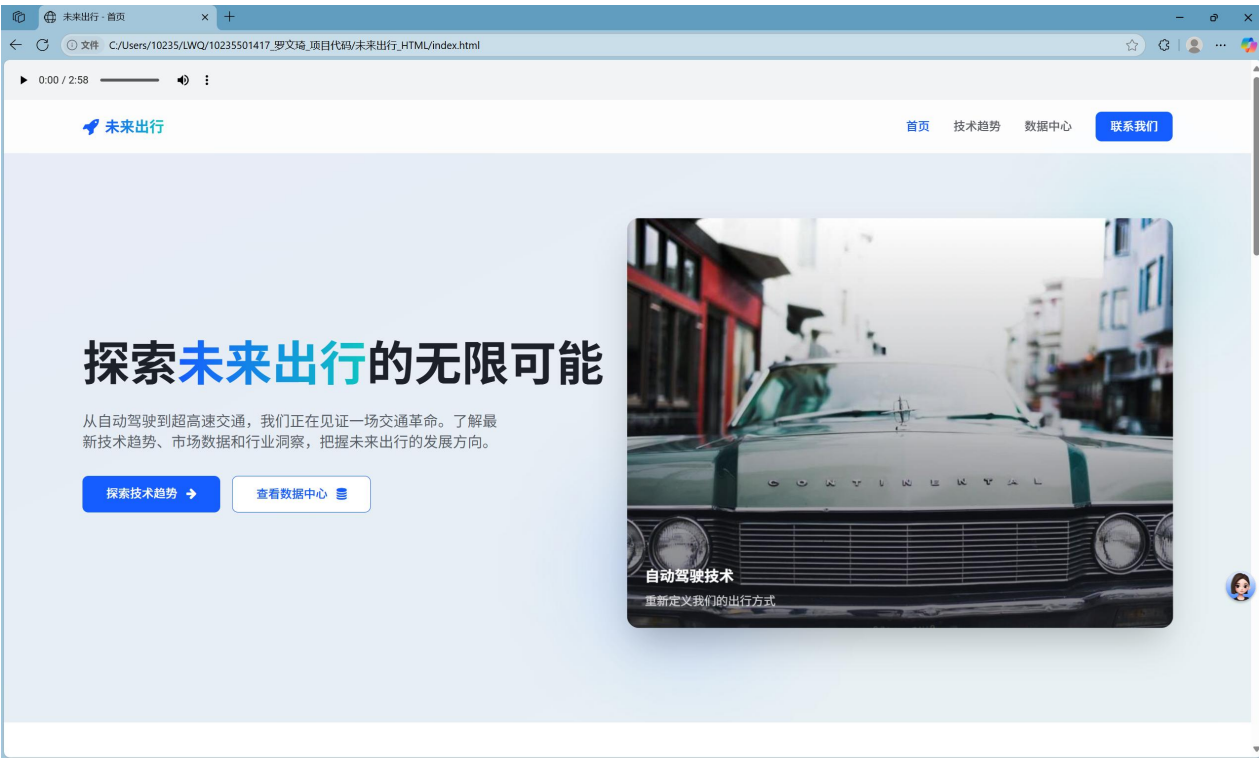 未来出行 - 首页
文件 C:/Users/10235/LWQ/10235501417_罗文琦_项目代码/未来出行_HTML/index.html
0:00 / 2:58
未来出行
首页 技术趋势 数据中心 联系我们
探索未来出行的无限可能
从自动驾驶到超高速交通，我们正在见证一场交通革命。了解最
新技术趋势、市场数据和行业洞察，把握未来出行的发展方向。
探索技术趋势 查看数据中心
CONTINENTAL
自动驾驶技术
重新定义我们的出行方式